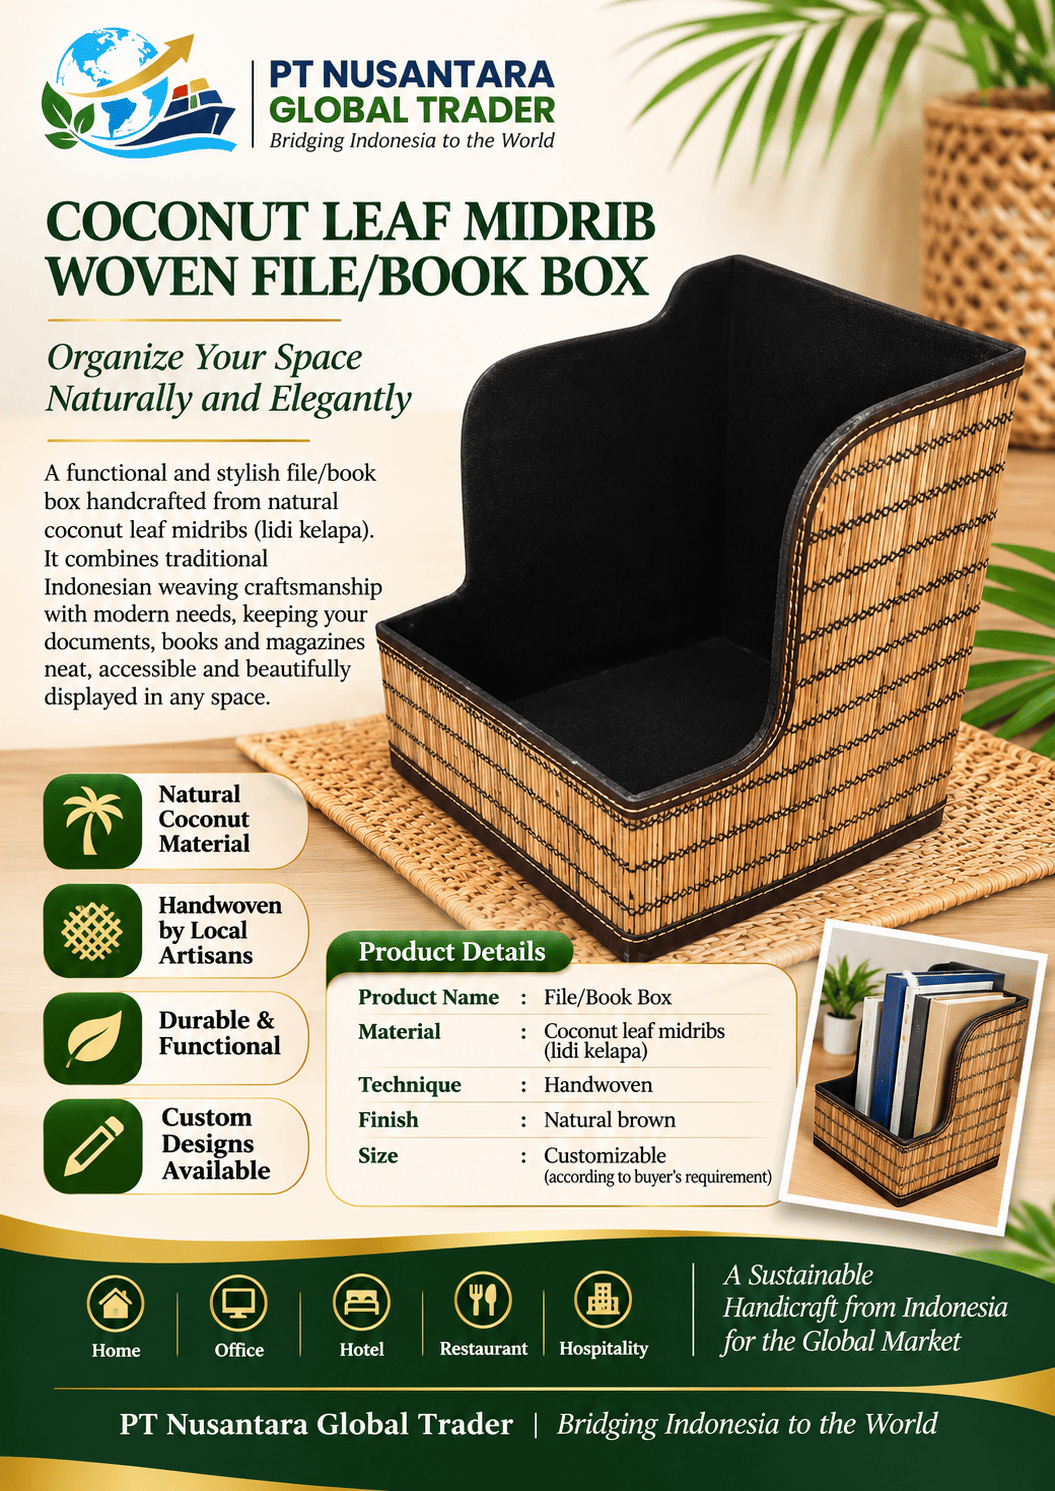 PT NUSANTARA
GLOBAL TRADER
Bridging Indonesia to the World
COCONUT LEAF MIDRIB
WOVEN FILE/BOOK BOX
Organize Your Space
Naturally and Elegantly
A functional and stylish file/book
box handcrafted from natural
coconut leaf midribs (lidi kelapa).
It combines traditional
Indonesian weaving craftsmanship
with modern needs, keeping your
documents, books and magazines
neat, accessible and beautifully
displayed in any space.
Natural
Coconut
Material
Handwoven
by Local
Artisans
Durable &
Functional
Custom
Designs
Available
Product Details
Product Name : File/Book Box
Material : Coconut leaf midribs
(lidi kelapa)
Technique : Handwoven
Finish : Natural brown
Size : Customizable
(according to buyer's requirement)
Home
Office
Hotel
Restaurant
Hospitality
A Sustainable
Handicraft from Indonesia
for the Global Market
PT Nusantara Global Trader | Bridging Indonesia to the World